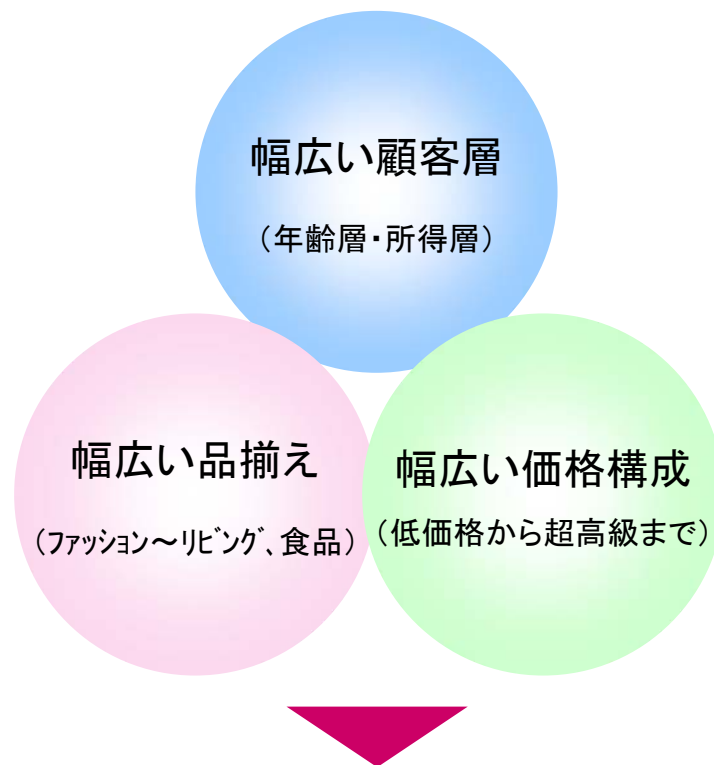 幅広い顧客層
（年齢層・所得層）
幅広い品揃え
（ﾌｧｯｼｮﾝ～ﾘﾋﾞﾝｸﾞ、食品）
幅広い価格構成
（低価格から超高級まで）